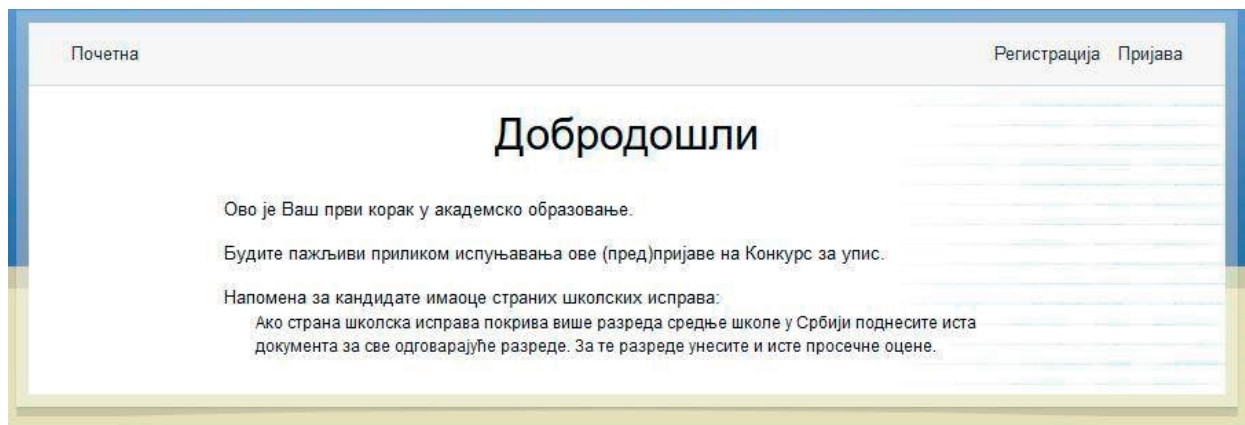 Почетна
Регистрација Пријава
Добродошли
Ово је Ваш први корак у академско образовање.
Будите пажљиви приликом испуњавања ове (пред)пријаве на Конкурс за упис.
Напомена за кандидате имаоце страних школских исправа:
Ако страна школска исправа покрива више разреда средње школе у Србији поднесите иста
документа за све одговарајуће разреде. За те разреде унесите и исте просечне оцене.